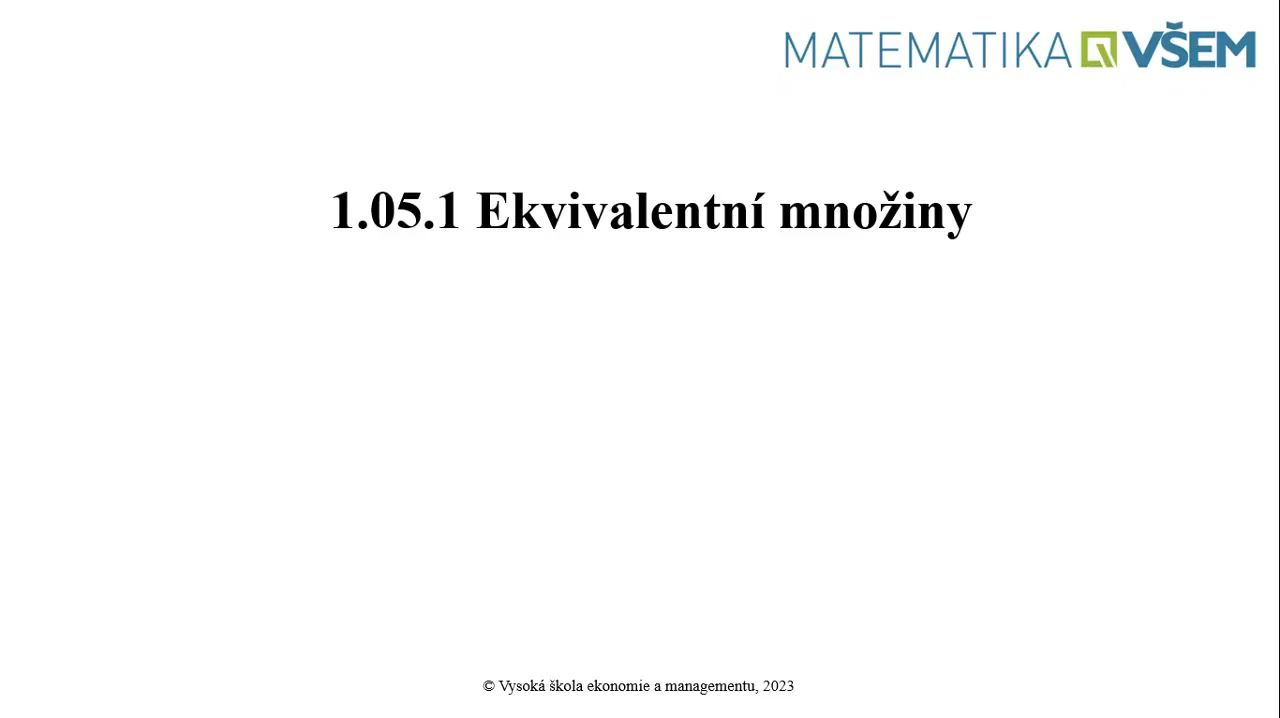 MATEMATIKA VŠEM
1.05.1 Ekvivalentní množiny
© Vysoká škola ekonomie a managementu, 2023